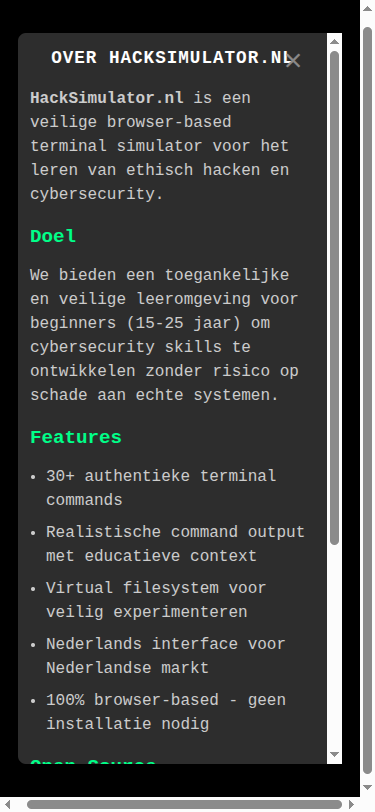 OVER HACKSIMULATOR.NL
×
HackSimulator.nl is een
veilige browser-based
terminal simulator voor het
leren van ethisch hacken en
cybersecurity.
Doel
We bieden een toegankelijke
en veilige leeromgeving voor
beginners (15-25 jaar) om
cybersecurity skills te
ontwikkelen zonder risico op
schade aan echte systemen.
Features
• 30+ authentieke terminal
commands
• Realistische command output
met educatieve context
• Virtual filesystem voor
veilig experimenteren
• Nederlands interface voor
Nederlandse markt
• 100% browser-based - geen
installatie nodig
Open Source